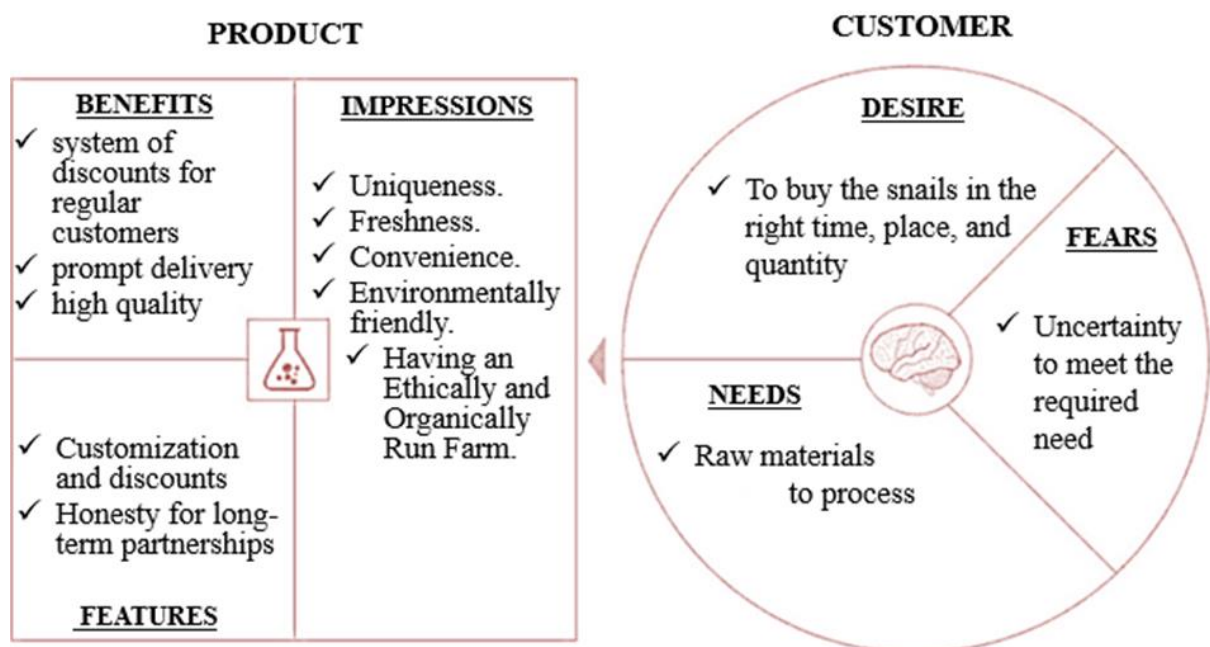 PRODUCT
BENEFITS
✓ system of
discounts for
regular
customers
✓ prompt delivery
✓ high quality
✓ Customization
and discounts
✓ Honesty for long-
term partnerships
FEATURES
IMPRESSIONS
✓ Uniqueness.
✓ Freshness.
✓ Convenience.
✓ Environmentally
friendly.
✓ Having an
Ethically and
Organically
Run Farm.
CUSTOMER
DESIRE
✓ To buy the snails in the
right time, place, and
quantity
FEARS
✓ Uncertainty
to meet the
required
need
NEEDS
✓ Raw materials
to process